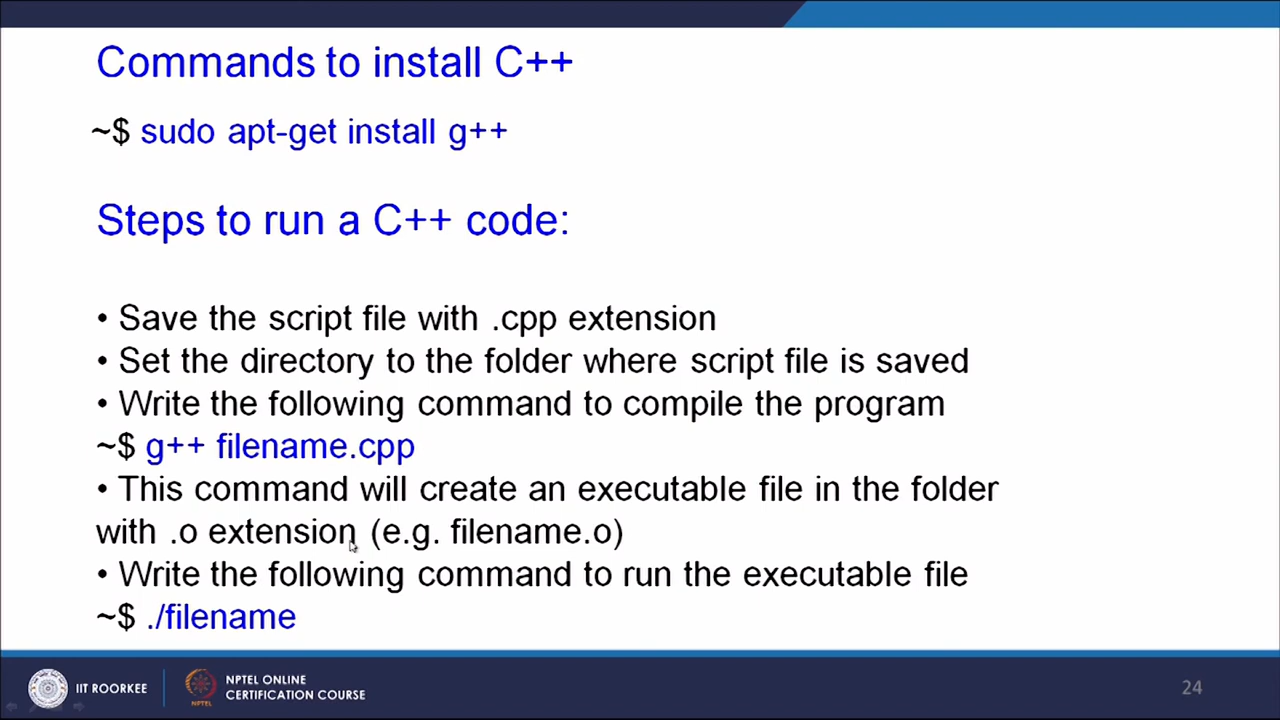 Commands to install C++
~$ sudo apt-get install g++
Steps to run a C++ code:
• Save the script file with .cpp extension
• Set the directory to the folder where script file is saved
• Write the following command to compile the program
~$ g++ filename.cpp
• This command will create an executable file in the folder
with .o extension (e.g. filename.o)
• Write the following command to run the executable file
~$ ./filename
IIT ROORKEE
NPTEL
NPTEL ONLINE
CERTIFICATION COURSE
24